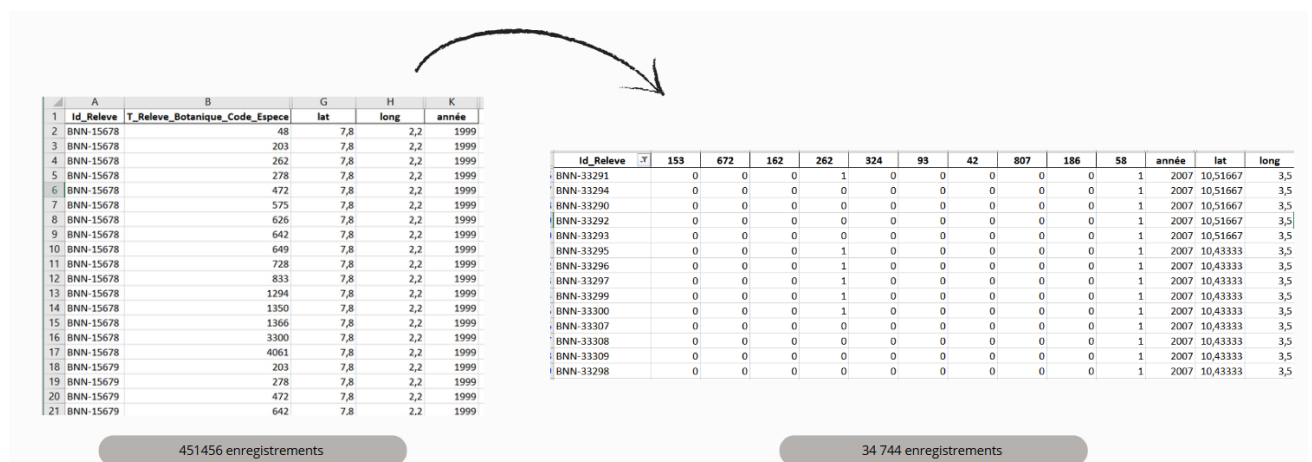 A B G H K
1 Id_Releve T_Releve_Botanique_Code_Espece lat long année
2 BNN-15678 48 7,8 2,2 1999
3 BNN-15678 203 7,8 2,2 1999
4 BNN-15678 262 7,8 2,2 1999
5 BNN-15678 278 7,8 2,2 1999
6 BNN-15678 472 7,8 2,2 1999
7 BNN-15678 575 7,8 2,2 1999
8 BNN-15678 626 7,8 2,2 1999
9 BNN-15678 642 7,8 2,2 1999
10 BNN-15678 649 7,8 2,2 1999
11 BNN-15678 728 7,8 2,2 1999
12 BNN-15678 833 7,8 2,2 1999
13 BNN-15678 1294 7,8 2,2 1999
14 BNN-15678 1350 7,8 2,2 1999
15 BNN-15678 1366 7,8 2,2 1999
16 BNN-15678 3300 7,8 2,2 1999
17 BNN-15678 4061 7,8 2,2 1999
18 BNN-15679 203 7,8 2,2 1999
19 BNN-15679 278 7,8 2,2 1999
20 BNN-15679 472 7,8 2,2 1999
21 BNN-15679 642 7,8 2,2 1999
451456 enregistrements
Id_Releve 153 672 162 262 324 93 42 807 186 58 année lat long
BNN-33291 0 0 0 1 0 0 0 0 0 1 2007 10,51667 3,5
BNN-33294 0 0 0 0 0 0 0 0 0 1 2007 10,51667 3,5
BNN-33290 0 0 0 0 0 0 0 0 0 1 2007 10,51667 3,5
BNN-33292 0 0 0 0 0 0 0 0 0 1 2007 10,51667 3,5
BNN-33293 0 0 0 0 0 0 0 0 0 1 2007 10,51667 3,5
BNN-33295 0 0 0 1 0 0 0 0 0 1 2007 10,43333 3,5
BNN-33296 0 0 0 1 0 0 0 0 0 1 2007 10,43333 3,5
BNN-33297 0 0 0 1 0 0 0 0 0 1 2007 10,43333 3,5
BNN-33299 0 0 0 1 0 0 0 0 0 1 2007 10,43333 3,5
BNN-33300 0 0 0 1 0 0 0 0 0 1 2007 10,43333 3,5
BNN-33307 0 0 0 0 0 0 0 0 0 1 2007 10,43333 3,5
BNN-33308 0 0 0 0 0 0 0 0 0 1 2007 10,43333 3,5
BNN-33309 0 0 0 0 0 0 0 0 0 1 2007 10,43333 3,5
BNN-33298 0 0 0 0 0 0 0 0 0 1 2007 10,43333 3,5
34 744 enregistrements